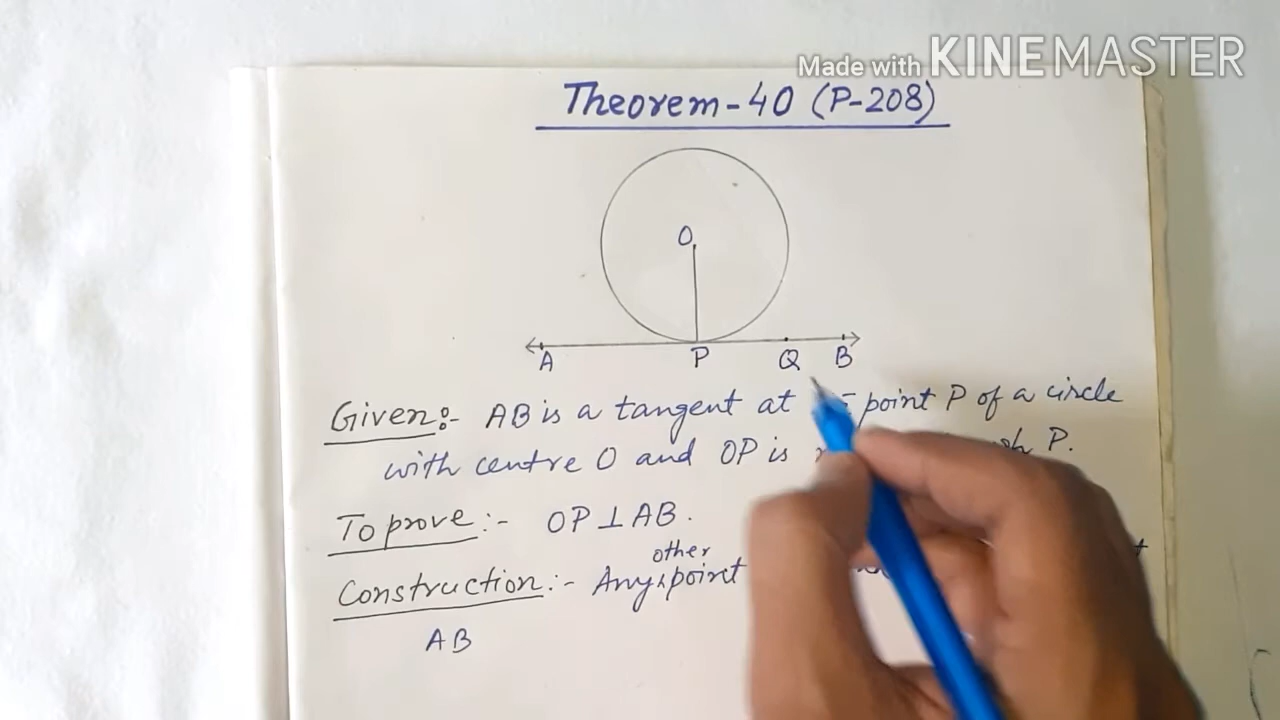 Made with KINEMASTER
Theorem-40 (P-208)
O
A P Q B
Given:- AB is a tangent at point P of a circle
with centre O and OP is P.
To prove:- OP⊥AB.
other
Construction:- Any point
AB